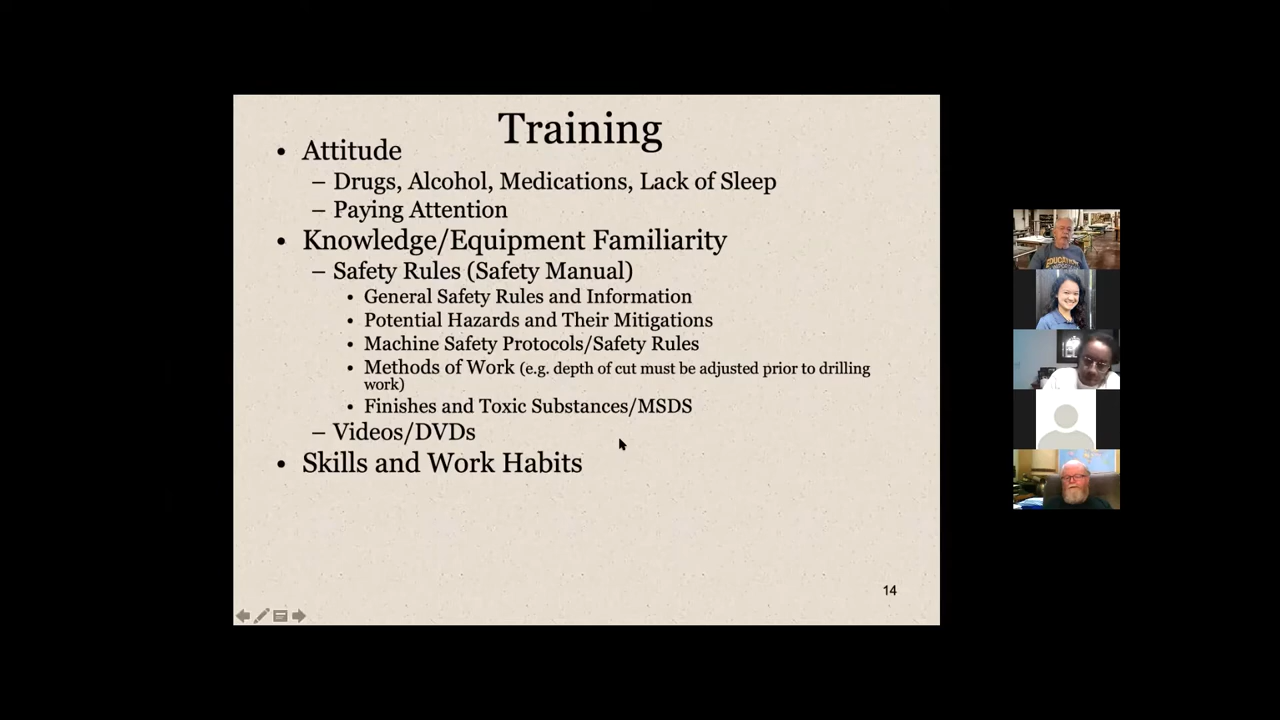 Training
• Attitude
– Drugs, Alcohol, Medications, Lack of Sleep
– Paying Attention
• Knowledge/Equipment Familiarity
– Safety Rules (Safety Manual)
• General Safety Rules and Information
• Potential Hazards and Their Mitigations
• Machine Safety Protocols/Safety Rules
• Methods of Work (e.g. depth of cut must be adjusted prior to drilling
work)
• Finishes and Toxic Substances/MSDS
– Videos/DVDs
• Skills and Work Habits
14
EDUCATION